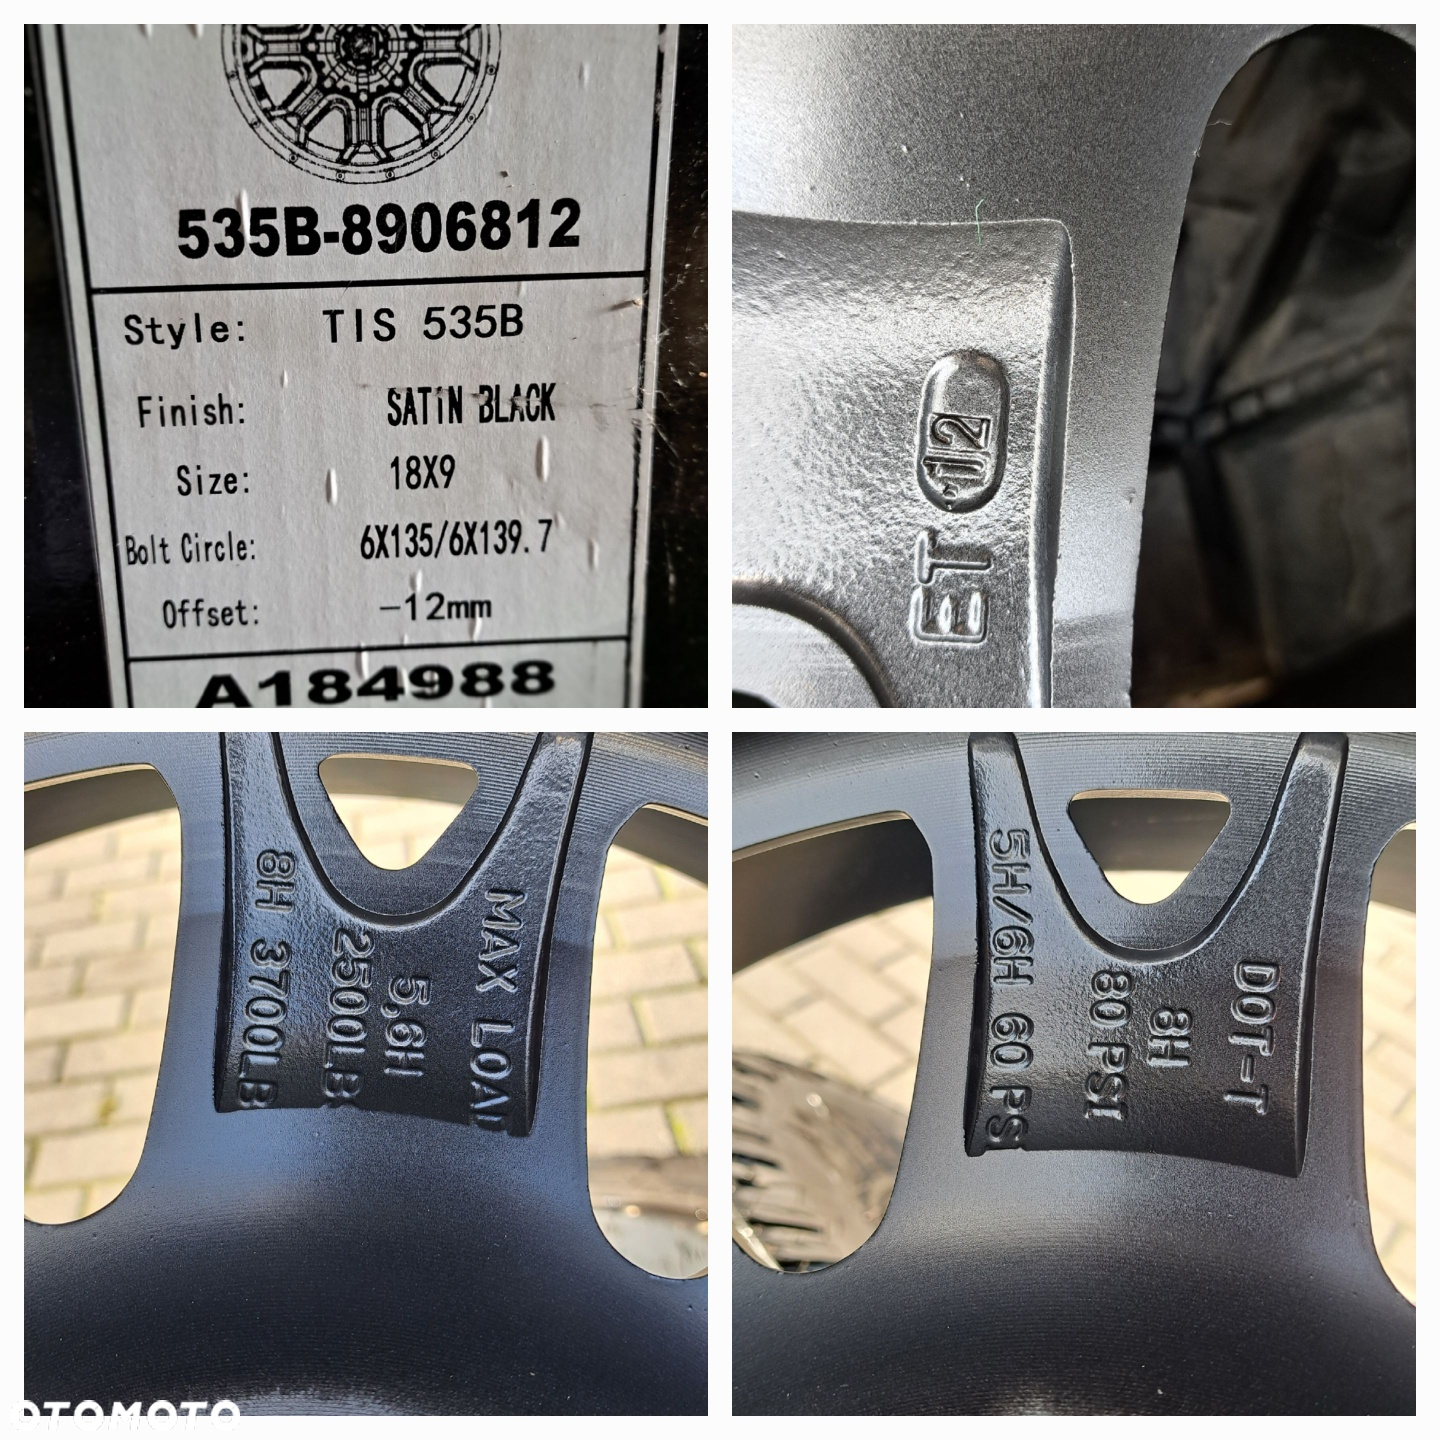 535B-8906812
Style: TIS 535B
Finish: SATIN BLACK
Size: 18X9
Bolt Circle: 6X135/6X139.7
Offset: -12mm
A184988
ET -12
MAX LOAD
5,6H
2500LB
8H 3700LB
DOT-T
8H
80 PSI
5H/6H 60 PSI
OTOMOTO